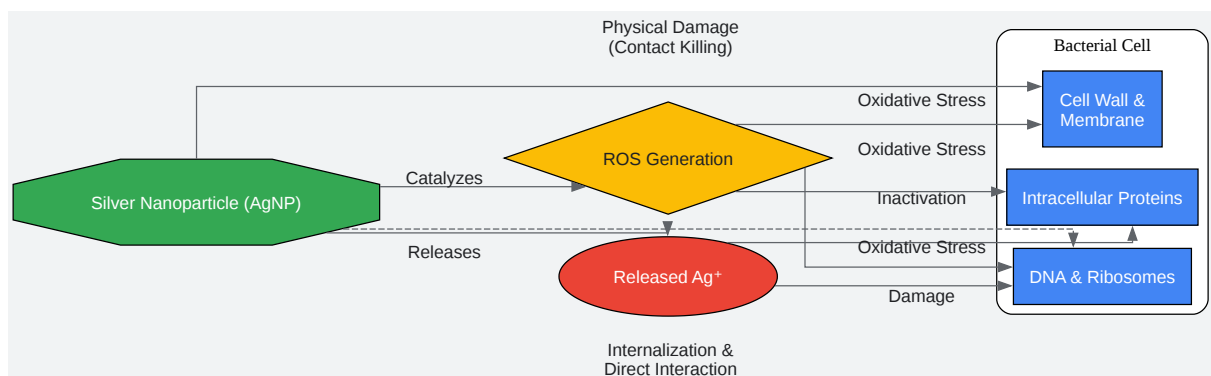 Physical Damage
(Contact Killing)
Bacterial Cell
Oxidative Stress
Cell Wall &
Membrane
Oxidative Stress
ROS Generation
Catalyzes
Silver Nanoparticle (AgNP)
Inactivation
Intracellular Proteins
Releases
Oxidative Stress
Released Ag⁺
DNA & Ribosomes
Damage
Internalization &
Direct Interaction